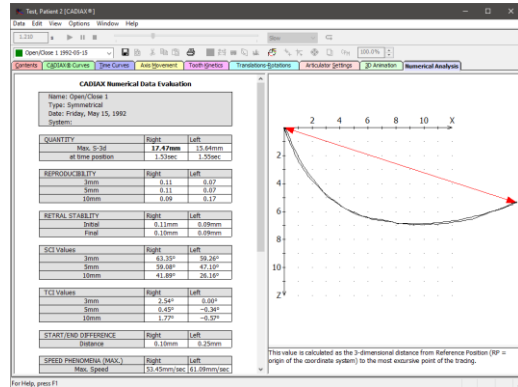 Test, Patient 2 [CADIAX®]
Data Edit View Options Window Help
1.210 Slow
Open/Close 1 1992-05-15 100.0%
Contents CADIAX® Curves Time Curves Axis Movement Tooth Kinetics Translations-Rotations Articulator Settings 3D Animation Numerical Analysis
CADIAX Numerical Data Evaluation
Name: Open/Close 1
Type: Symmetrical
Date: Friday, May 15, 1992
System:
QUANTITY Right Left
Max. S-3d 17.47mm 15.84mm
at time position 1.53sec 1.55sec
REPRODUCIBILITY Right Left
3mm 0.11 0.07
5mm 0.11 0.07
10mm 0.09 0.17
RETRAL STABILITY Right Left
Initial 0.11mm 0.09mm
Final 0.10mm 0.09mm
SCI Values Right Left
3mm 63.35° 59.26°
5mm 59.08° 47.10°
10mm 41.89° 26.16°
TCI Values Right Left
3mm 2.54° 0.00°
5mm 0.45° −0.34°
10mm 1.77° −0.57°
START/END DIFFERENCE Right Left
Distance 0.10mm 0.25mm
SPEED PHENOMENA (MAX.) Right Left
Max. Speed 53.45mm/sec 61.09mm/sec
2 4 6 8 10 X
2
4
6
8
10
Z
This value is calculated as the 3-dimensional distance from Reference Position (RP =
origin of the coordinate system) to the most excursive point of the tracing.
For Help, press F1